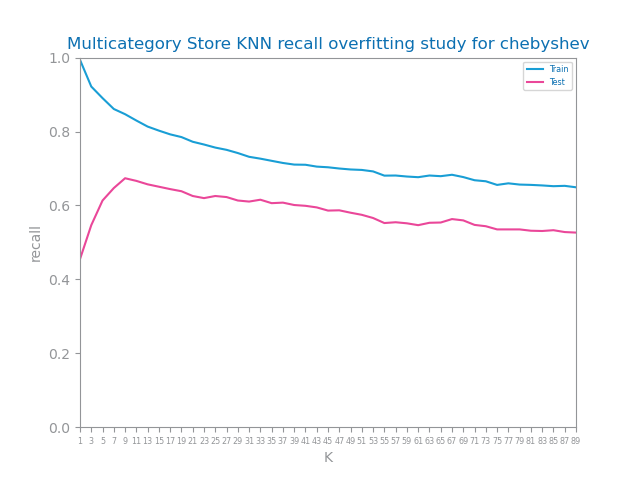 Multicategory Store KNN recall overfitting study for chebyshev
Train
Test
1.0
0.8
0.6
0.4
0.2
0.0
recall
1 3 5 7 9 11 13 15 17 19 21 23 25 27 29 31 33 35 37 39 41 43 45 47 49 51 53 55 57 59 61 63 65 67 69 71 73 75 77 79 81 83 85 87 89
K